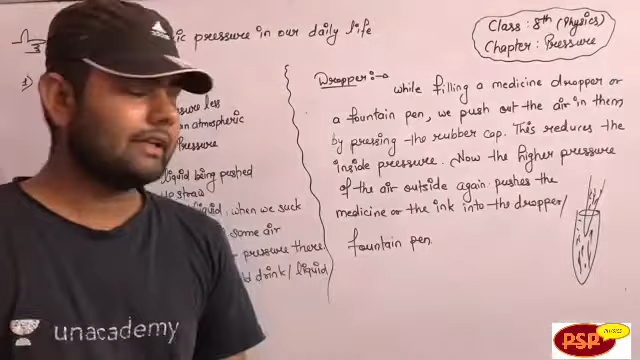 ic pressure in our daily life
Class: 8th (Physics)
Chapter: Pressure
1)
ssure less
an atmospheric
Pressure
liquid being pushed
straw
liquid, when we suck
some air
pressure there
drink/liquid
Dropper:-
while filling a medicine dropper or
a fountain pen, we push out the air in them
by pressing the rubber cap. This reduces the
inside pressure. Now the higher pressure
of the air outside again pushes the
medicine or the ink into the dropper/
fountain pen
unacademy
PSP
PHYSICS